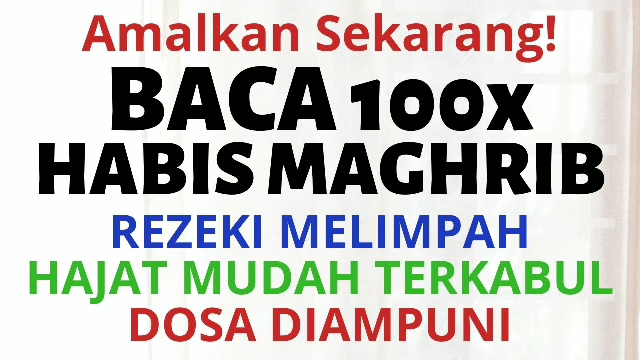 Amalkan Sekarang!
BACA 100x
HABIS MAGHRIB
REZEKI MELIMPAH
HAJAT MUDAH TERKABUL
DOSA DIAMPUNI